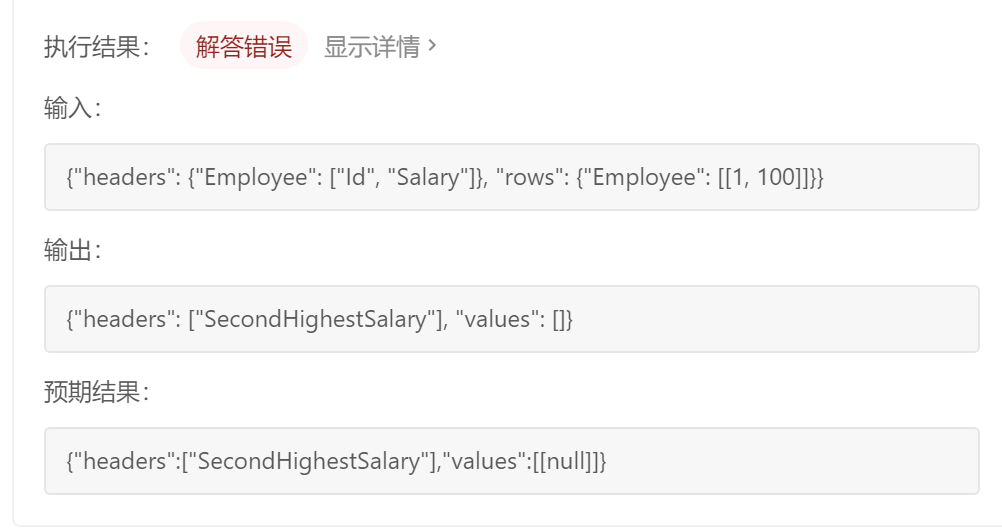 执行结果： 解答错误 显示详情 >
输入：
{"headers": {"Employee": ["Id", "Salary"]}, "rows": {"Employee": [[1, 100]]}}
输出：
{"headers": ["SecondHighestSalary"], "values": []}
预期结果：
{"headers":["SecondHighestSalary"],"values":[[null]]}